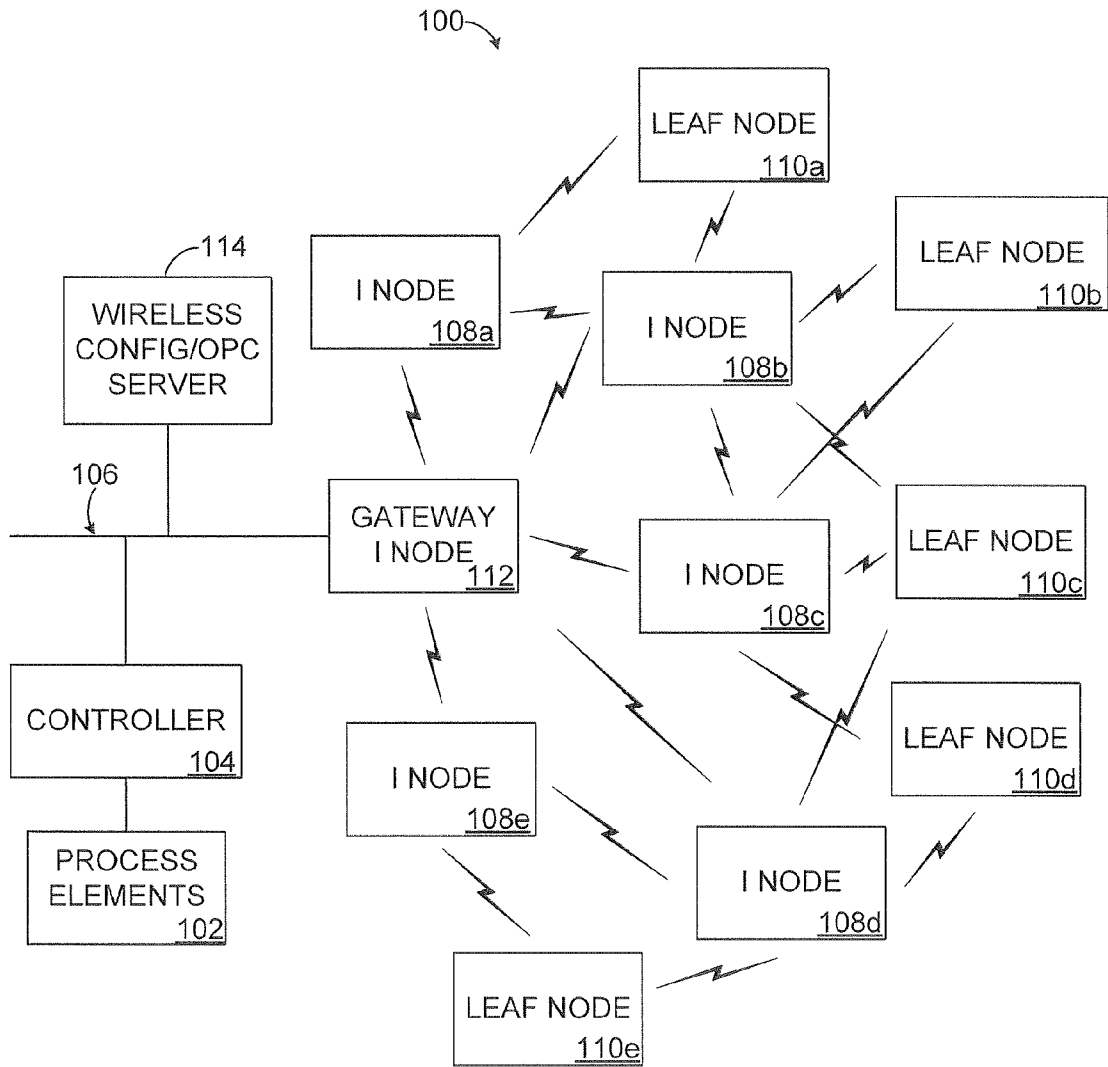 100
LEAF NODE
110a
114
I NODE
108a
LEAF NODE
110b
WIRELESS
CONFIG/OPC
SERVER
I NODE
108b
106
GATEWAY
I NODE
112
LEAF NODE
110c
I NODE
108c
CONTROLLER
104
I NODE
108e
LEAF NODE
110d
PROCESS
ELEMENTS
102
I NODE
108d
LEAF NODE
110e